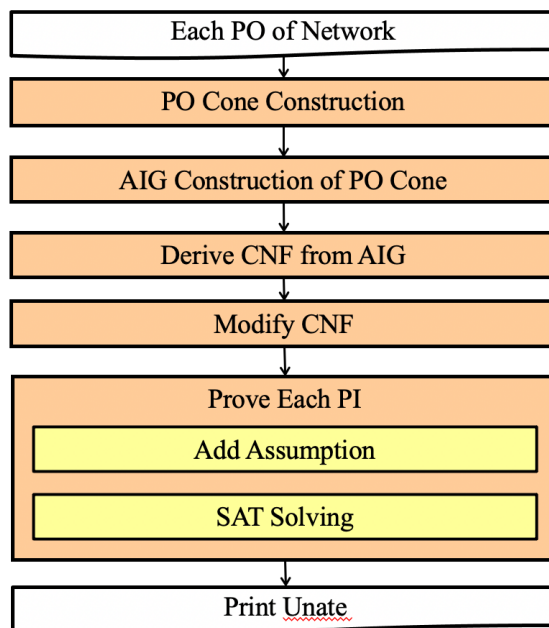 Each PO of Network
PO Cone Construction
AIG Construction of PO Cone
Derive CNF from AIG
Modify CNF
Prove Each PI
Add Assumption
SAT Solving
Print Unate